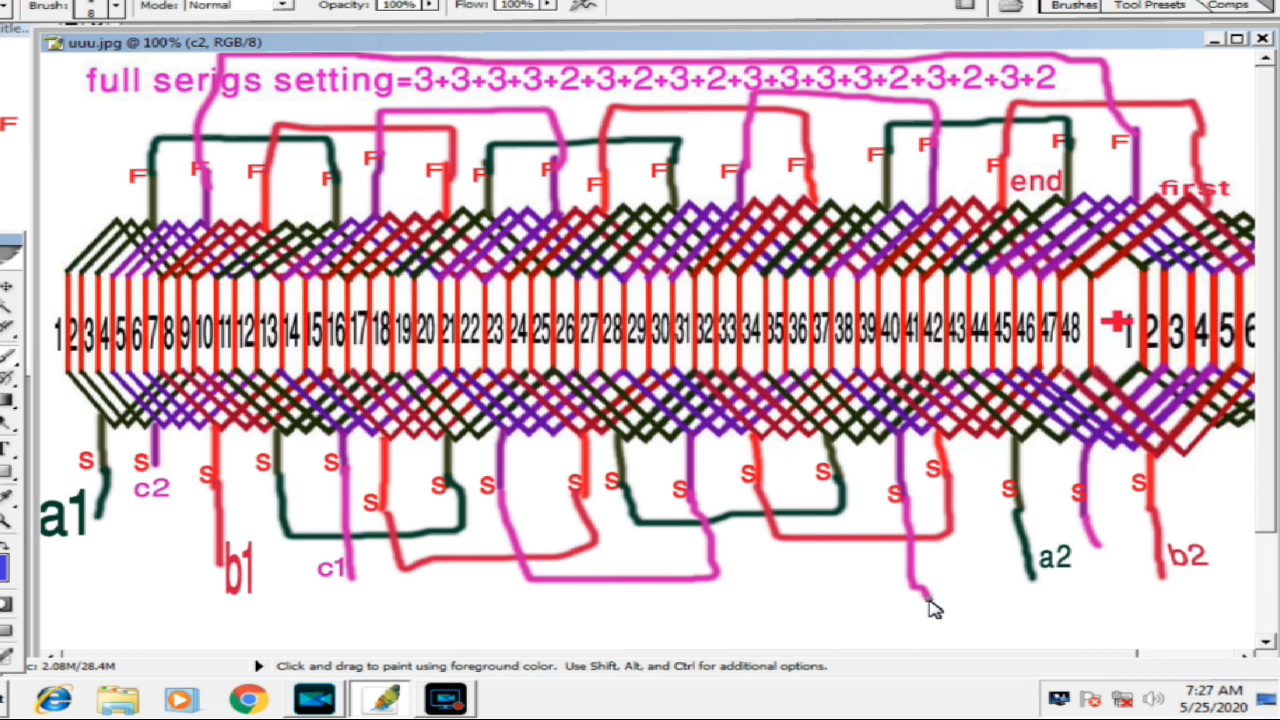 Brush:
8
Mode: Normal
Opacity: 100%
Flow: 100%
Brushes
Tool Presets
Comps
uuu.jpg @ 100% (c2, RGB/8)
full serigs setting=3+3+3+3+2+3+2+3+2+3+3+3+3+2+3+2+3+2
F F F F F F F F F F F F F F F F F
F
end
first
1 2 3 4 5 6 7 8 9 10 11 12 13 14 15 16 17 18 19 20 21 22 23 24 25 26 27 28 29 30 31 32 33 34 35 36 37 38 39 40 41 42 43 44 45 46 47 48 + 1 2 3 4 5 6
S S S S S S S S S S S S S S S S S S
a1
c2
b1
c1
a2
b2
c: 2.08M/28.4M
Click and drag to paint using foreground color. Use Shift, Alt, and Ctrl for additional options.
7:27 AM
5/25/2020